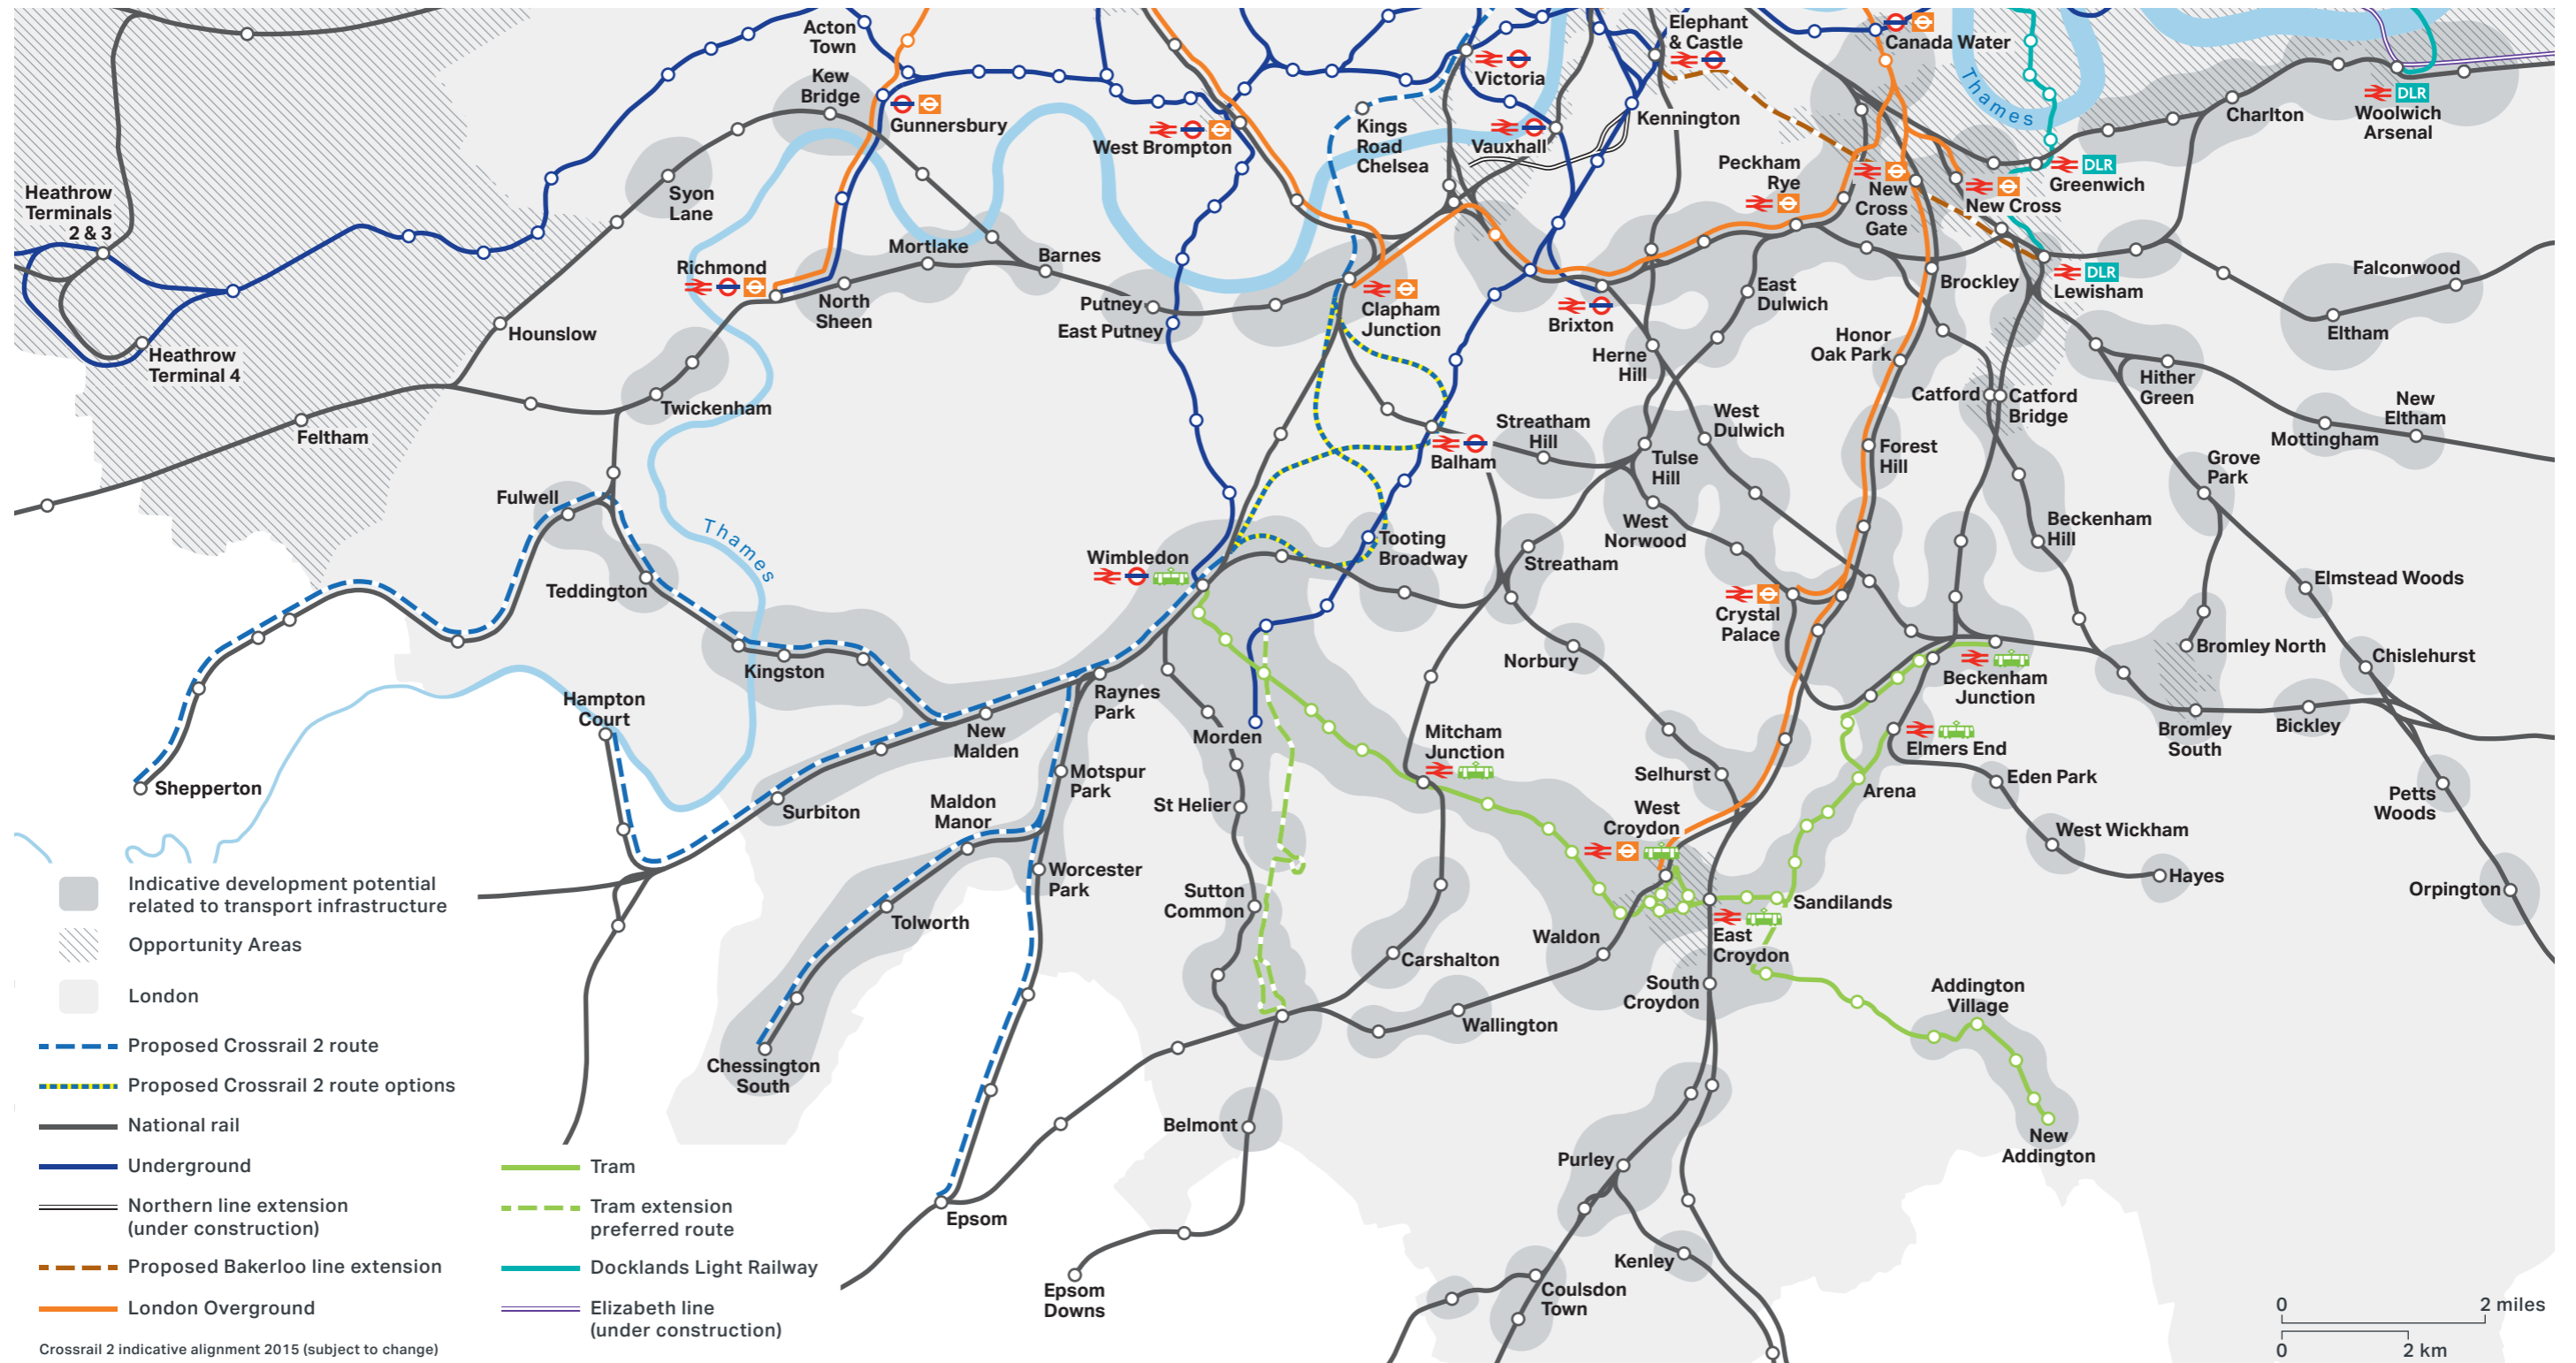 Acton
Town
Kew
Bridge
Gunnersbury
West Brompton
Kings
Road
Chelsea
Victoria
Vauxhall
Elephant
& Castle
Kennington
Canada Water
Thames
DLR
Woolwich
Arsenal
Charlton
Peckham
Rye
New
Cross
Gate
New Cross
DLR
Greenwich
Heathrow
Terminals
2 & 3
Syon
Lane
Richmond
Mortlake
Barnes
North
Sheen
Putney
East Putney
Clapham
Junction
Brixton
East
Dulwich
Brockley
DLR
Lewisham
Falconwood
Eltham
Heathrow
Terminal 4
Hounslow
Twickenham
Feltham
Herne
Hill
Honor
Oak Park
Catford
Catford
Bridge
Hither
Green
New
Eltham
Mottingham
Streatham
Hill
Balham
West
Dulwich
Tulse
Hill
Forest
Hill
Grove
Park
Fulwell
Thames
Teddington
Wimbledon
Tooting
Broadway
West
Norwood
Streatham
Beckenham
Hill
Elmstead Woods
Crystal
Palace
Kingston
Norbury
Bromley North
Chislehurst
Beckenham
Junction
Hampton
Court
Raynes
Park
New
Malden
Morden
Mitcham
Junction
Elmers End
Bromley
South
Bickley
Shepperton
Surbiton
Motspur
Park
Maldon
Manor
St Helier
Selhurst
Arena
Eden Park
Petts
Woods
West
Croydon
West Wickham
Worcester
Park
Sutton
Common
Hayes
Orpington
Tolworth
Sandilands
Waldon
East
Croydon
Carshalton
South
Croydon
Addington
Village
Wallington
Chessington
South
Belmont
New
Addington
Purley
Epsom
Kenley
Epsom
Downs
Coulsdon
Town
Indicative development potential
related to transport infrastructure
Opportunity Areas
London
Proposed Crossrail 2 route
Proposed Crossrail 2 route options
National rail
Underground
Northern line extension
(under construction)
Proposed Bakerloo line extension
London Overground
Tram
Tram extension
preferred route
Docklands Light Railway
Elizabeth line
(under construction)
Crossrail 2 indicative alignment 2015 (subject to change)
0 2 miles
0 2 km